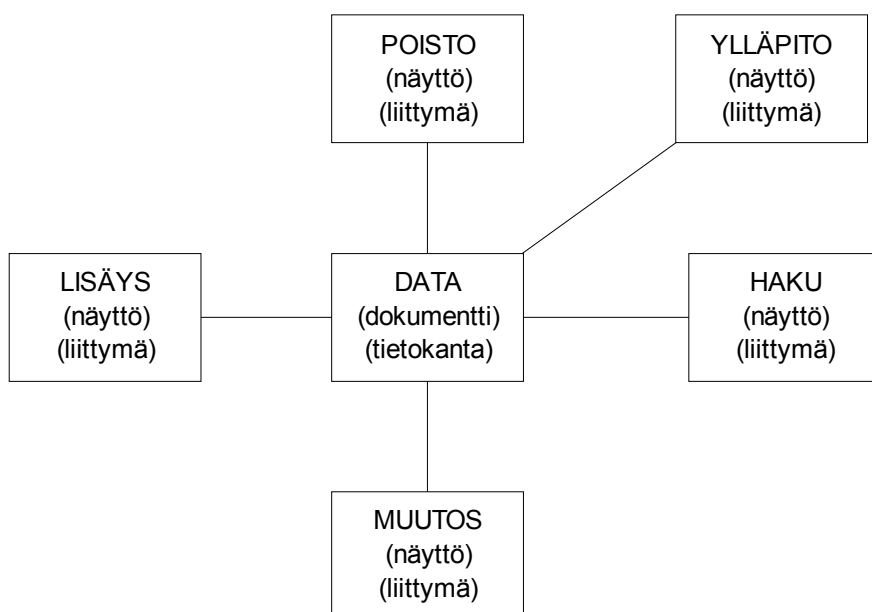 POISTO
(näyttö)
(liittymä)
YLLÄPITO
(näyttö)
(liittymä)
LISÄYS
(näyttö)
(liittymä)
DATA
(dokumentti)
(tietokanta)
HAKU
(näyttö)
(liittymä)
MUUTOS
(näyttö)
(liittymä)